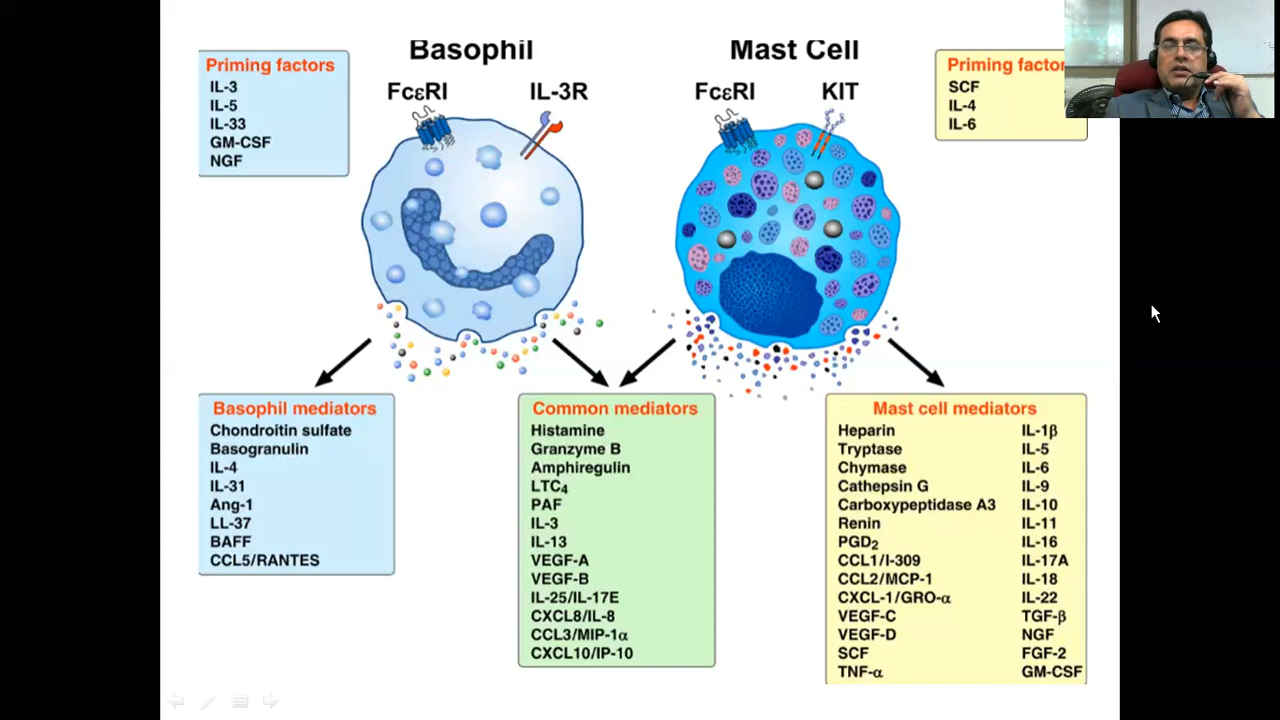 Basophil
Mast Cell
Priming factors
IL-3
IL-5
IL-33
GM-CSF
NGF
FcεRI
IL-3R
FcεRI
KIT
Priming factor
SCF
IL-4
IL-6
Basophil mediators
Chondroitin sulfate
Basogranulin
IL-4
IL-31
Ang-1
LL-37
BAFF
CCL5/RANTES
Common mediators
Histamine
Granzyme B
Amphiregulin
LTC4
PAF
IL-3
IL-13
VEGF-A
VEGF-B
IL-25/IL-17E
CXCL8/IL-8
CCL3/MIP-1α
CXCL10/IP-10
Mast cell mediators
Heparin
Tryptase
Chymase
Cathepsin G
Carboxypeptidase A3
Renin
PGD2
CCL1/I-309
CCL2/MCP-1
CXCL-1/GRO-α
VEGF-C
VEGF-D
SCF
TNF-α
IL-1β
IL-5
IL-6
IL-9
IL-10
IL-11
IL-16
IL-17A
IL-18
IL-22
TGF-β
NGF
FGF-2
GM-CSF